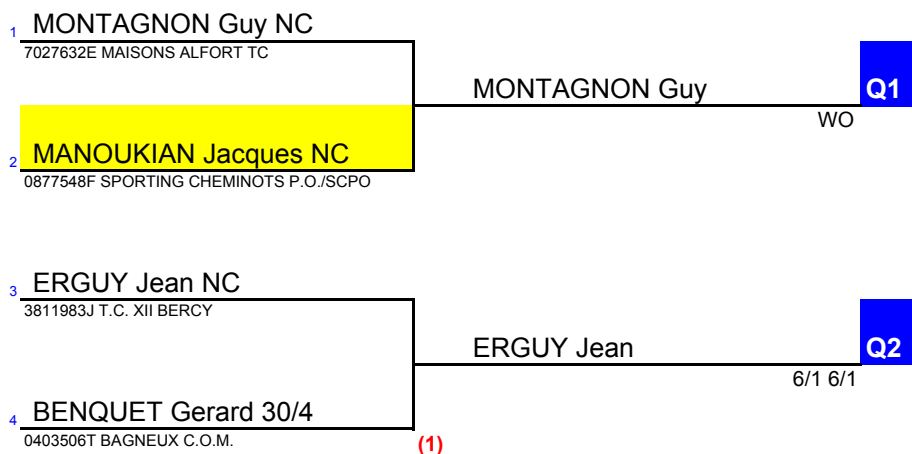 1 MONTAGNON Guy NC
7027632E MAISONS ALFORT TC
MONTAGNON Guy Q1
WO
2 MANOUKIAN Jacques NC
0877548F SPORTING CHEMINOTS P.O./SCPO
3 ERGUY Jean NC
3811983J T.C. XII BERCY
ERGUY Jean Q2
6/1 6/1
4 BENQUET Gerard 30/4
0403506T BAGNEUX C.O.M. (1)